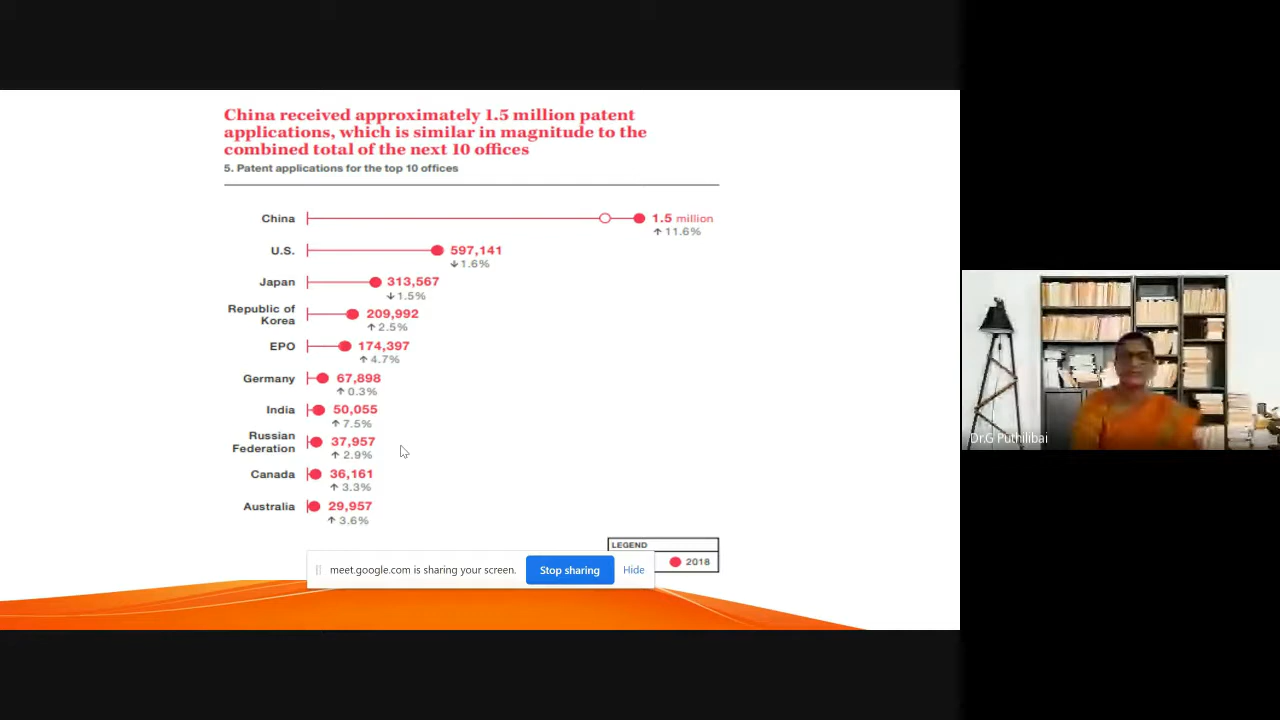 China received approximately 1.5 million patent
applications, which is similar in magnitude to the
combined total of the next 10 offices
5. Patent applications for the top 10 offices
China
1.5 million
↑ 11.6%
U.S.
597,141
↓ 1.6%
Japan
313,567
↓ 1.5%
Republic of
Korea
209,992
↑ 2.5%
EPO
174,397
↑ 4.7%
Germany
67,898
↑ 0.3%
India
50,055
↑ 7.5%
Russian
Federation
37,957
↑ 2.9%
Canada
36,161
↑ 3.3%
Australia
29,957
↑ 3.6%
LEGEND
2018
meet.google.com is sharing your screen.
Stop sharing
Hide
Dr.G Puthilibai